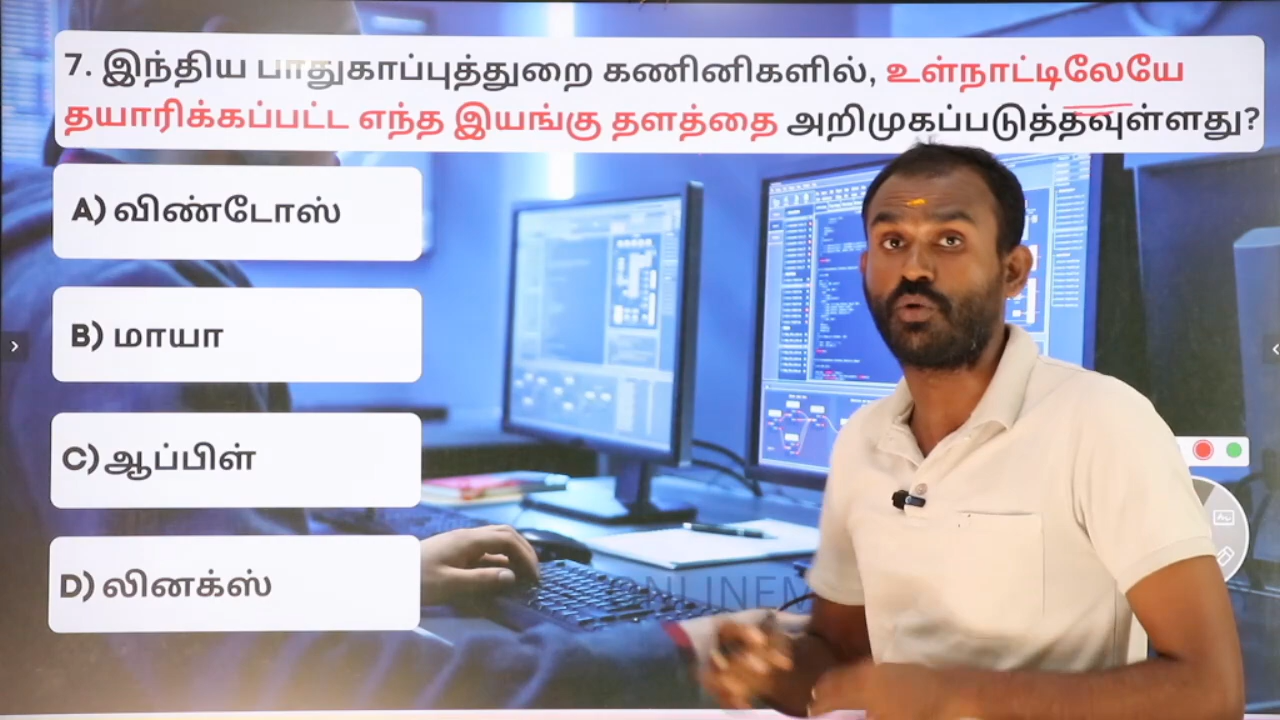 7. இந்திய பாதுகாப்புத்துறை கணினிகளில், உள்நாட்டிலேயே
தயாரிக்கப்பட்ட எந்த இயங்கு தளத்தை அறிமுகப்படுத்தவுள்ளது?
A) விண்டோஸ்
B) மாயா
C) ஆப்பிள்
D) லினக்ஸ்